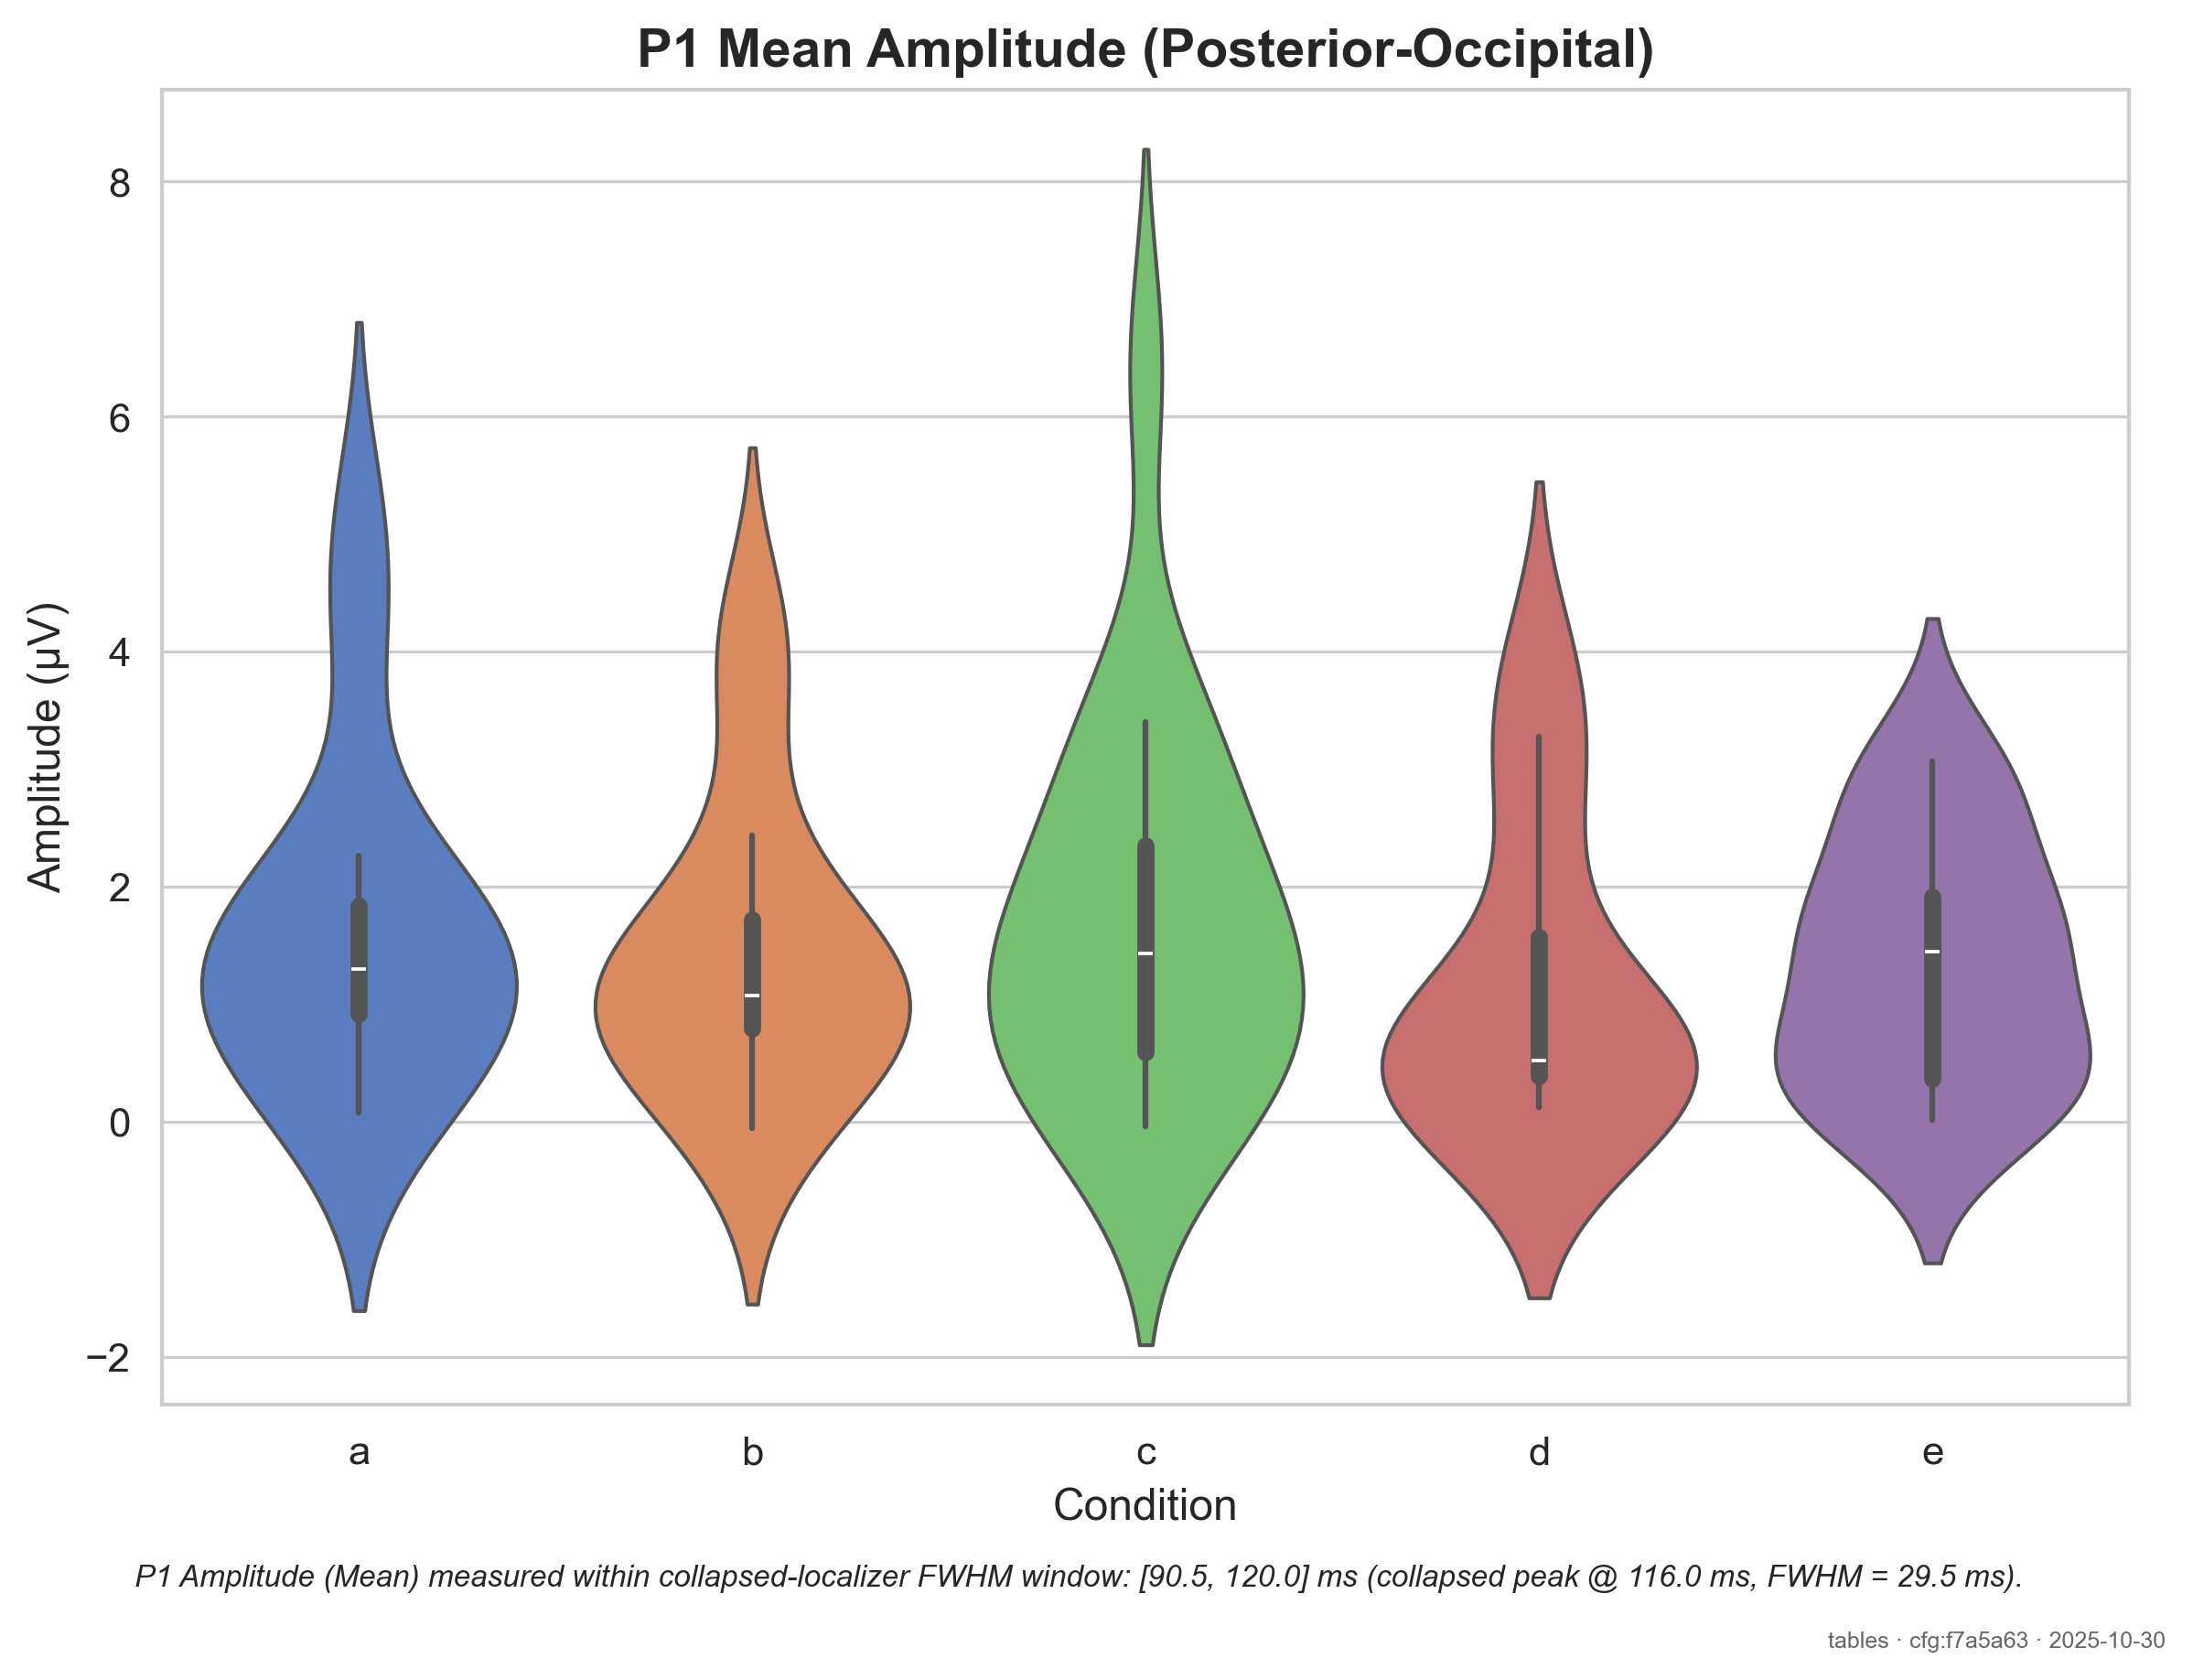 P1 Mean Amplitude (Posterior-Occipital)
Amplitude (µV)
8
6
4
2
0
−2
a b c d e
Condition
P1 Amplitude (Mean) measured within collapsed-localizer FWHM window: [90.5, 120.0] ms (collapsed peak @ 116.0 ms, FWHM = 29.5 ms).
tables · cfg:f7a5a63 · 2025-10-30